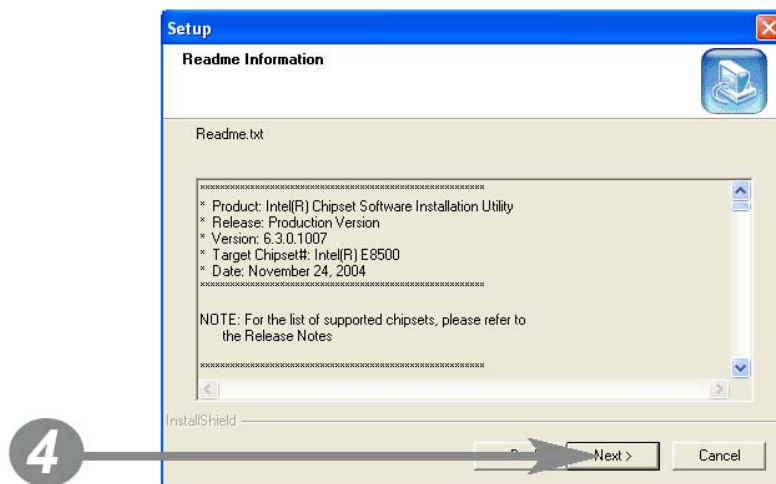 Setup
Readme Information
Readme.txt
********************************************************
* Product: Intel(R) Chipset Software Installation Utility
* Release: Production Version
* Version: 6.3.0.1007
* Target Chipset#: Intel(R) E8500
* Date: November 24, 2004
********************************************************
NOTE: For the list of supported chipsets, please refer to
the Release Notes
********************************************************
InstallShield
4
Next >
Cancel